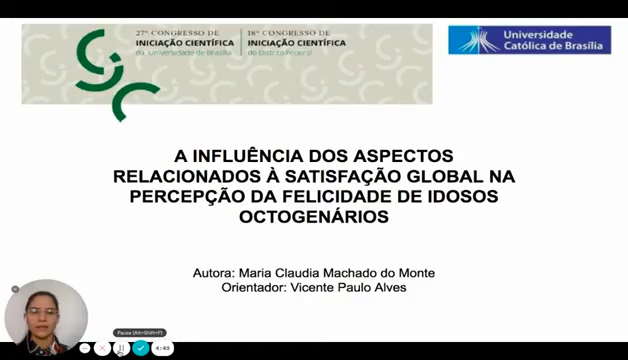 27º CONGRESSO DE
INICIAÇÃO CIENTÍFICA
da Universidade de Brasília
18º CONGRESSO DE
INICIAÇÃO CIENTÍFICA
do Distrito Federal
Universidade
Católica de Brasília
A INFLUÊNCIA DOS ASPECTOS
RELACIONADOS À SATISFAÇÃO GLOBAL NA
PERCEPÇÃO DA FELICIDADE DE IDOSOS
OCTOGENÁRIOS
Autora: Maria Claudia Machado do Monte
Orientador: Vicente Paulo Alves
Pause (Alt+Shift+P)
4:43